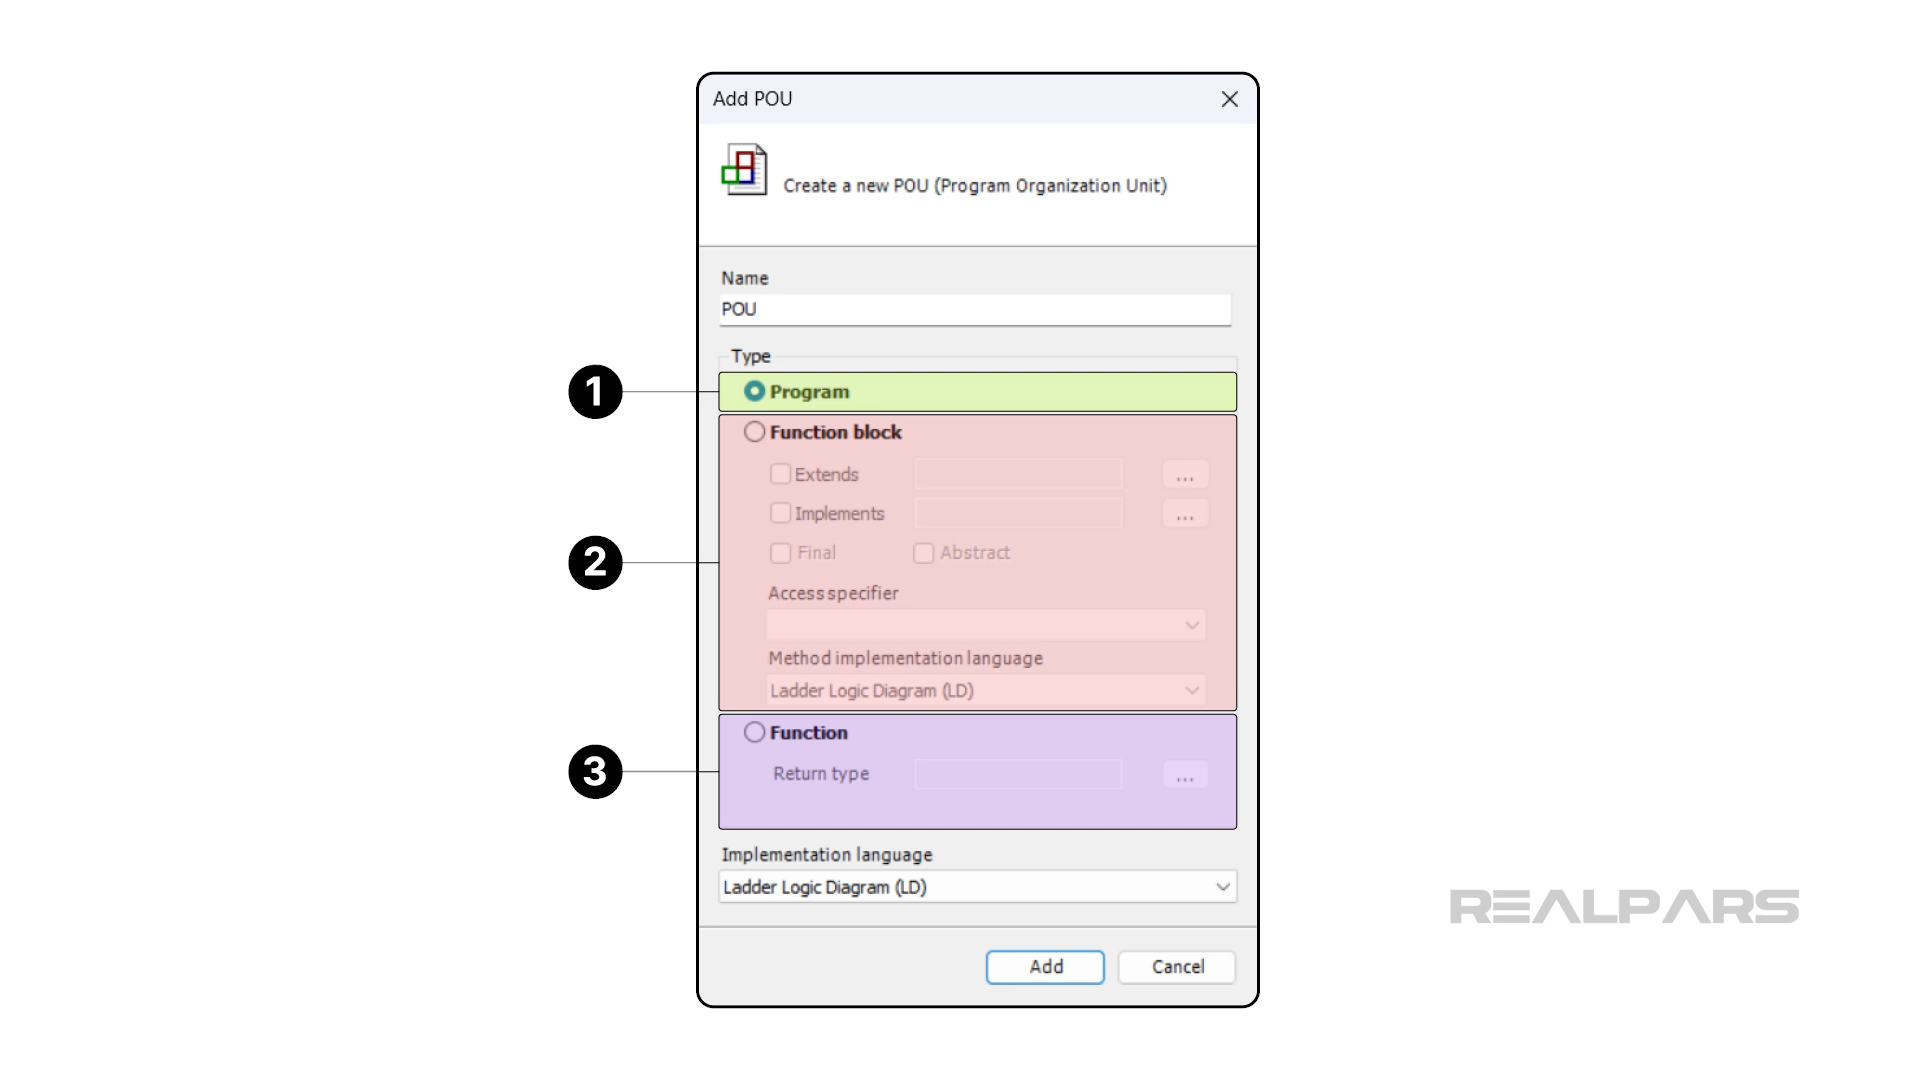 Add POU
Create a new POU (Program Organization Unit)
Name
POU
Type
1
Program
2
Function block
Extends
...
Implements
...
Final
Abstract
Access specifier
Method implementation language
Ladder Logic Diagram (LD)
3
Function
Return type
...
Implementation language
Ladder Logic Diagram (LD)
REALPARS
Add
Cancel